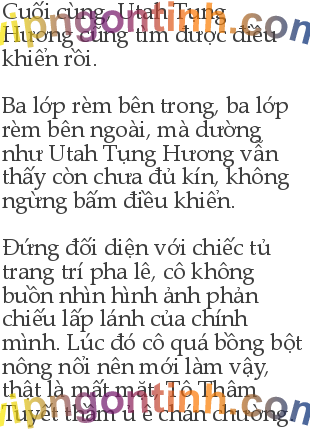 Cuối cùng, Utah Tụng
Hương cũng tìm được điều
khiển rồi.
Ba lớp rèm bên trong, ba lớp
rèm bên ngoài, mà dường
như Utah Tụng Hương vẫn
thấy còn chưa đủ kín, không
ngừng bấm điều khiển.
Đứng đối diện với chiếc tủ
trang trí pha lê, cô không
buồn nhìn hình ảnh phản
chiếu lấp lánh của chính
mình. Lúc đó cô quá bồng bột
nông nổi nên mới làm vậy,
thật là mất mặt. Tô Thâm
Tuyết thầm ủ ê chán chường
vipngontinh.com
vipngontinh.com